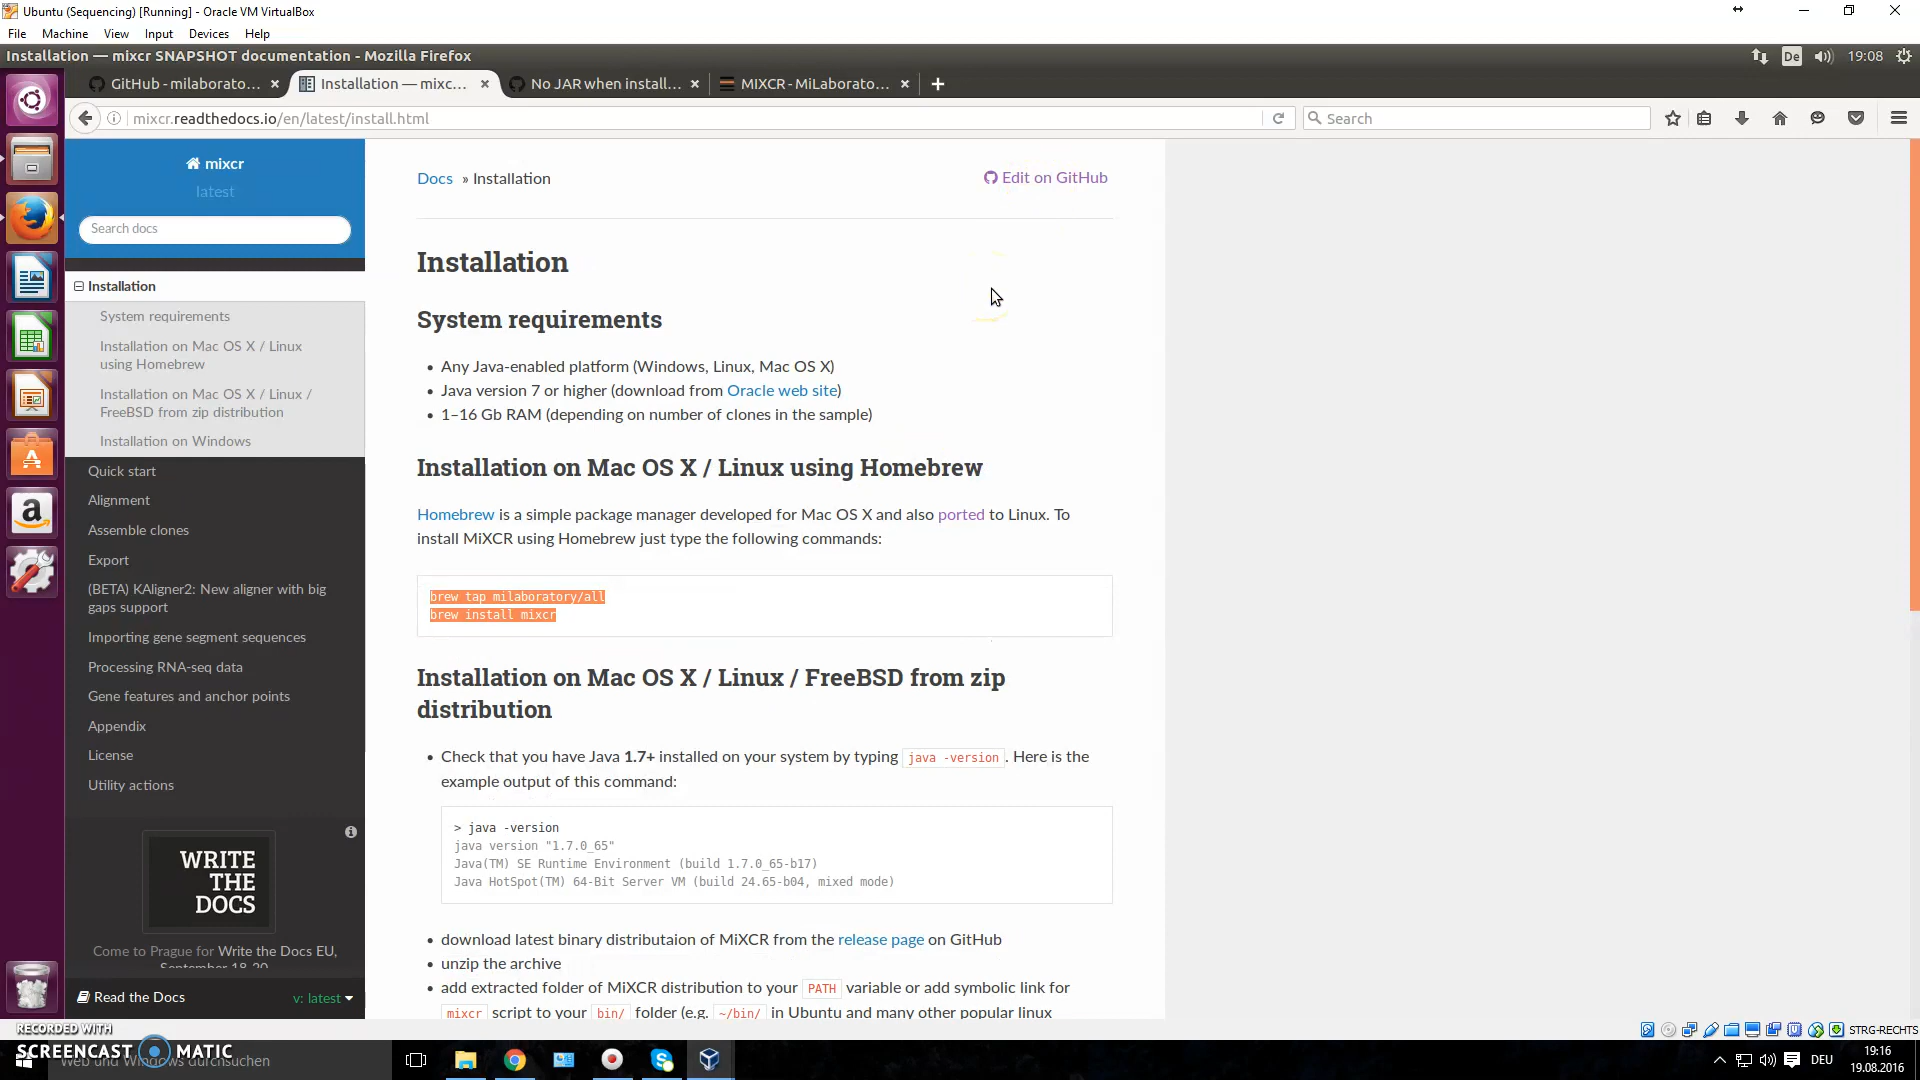 Ubuntu (Sequencing) [Running] - Oracle VM VirtualBox
File Machine View Input Devices Help
Installation — mixcr SNAPSHOT documentation - Mozilla Firefox
De 19:08
GitHub - milaborato...
Installation — mixc...
No JAR when install...
MIXCR - MiLaborato...
mixcr.readthedocs.io/en/latest/install.html
Search
mixcr
latest
Search docs
Installation
System requirements
Installation on Mac OS X / Linux
using Homebrew
Installation on Mac OS X / Linux /
FreeBSD from zip distribution
Installation on Windows
Quick start
Alignment
Assemble clones
Export
(BETA) KAligner2: New aligner with big
gaps support
Importing gene segment sequences
Processing RNA-seq data
Gene features and anchor points
Appendix
License
Utility actions
WRITE
THE
DOCS
Come to Prague for Write the Docs EU,
September 18-20
Read the Docs v: latest
Docs » Installation
Edit on GitHub
Installation
System requirements
Any Java-enabled platform (Windows, Linux, Mac OS X)
Java version 7 or higher (download from Oracle web site)
1–16 Gb RAM (depending on number of clones in the sample)
Installation on Mac OS X / Linux using Homebrew
Homebrew is a simple package manager developed for Mac OS X and also ported to Linux. To
install MiXCR using Homebrew just type the following commands:
brew tap milaboratory/all
brew install mixcr
Installation on Mac OS X / Linux / FreeBSD from zip
distribution
Check that you have Java 1.7+ installed on your system by typing java -version . Here is the
example output of this command:
> java -version
java version "1.7.0_65"
Java(TM) SE Runtime Environment (build 1.7.0_65-b17)
Java HotSpot(TM) 64-Bit Server VM (build 24.65-b04, mixed mode)
download latest binary distributaion of MiXCR from the release page on GitHub
unzip the archive
add extracted folder of MiXCR distribution to your PATH variable or add symbolic link for
mixcr script to your bin/ folder (e.g. ~/bin/ in Ubuntu and many other popular linux
STRG-RECHTS
RECORDED WITH
SCREENCAST MATIC
Web und Windows durchsuchen
DEU
19:16
19.08.2016